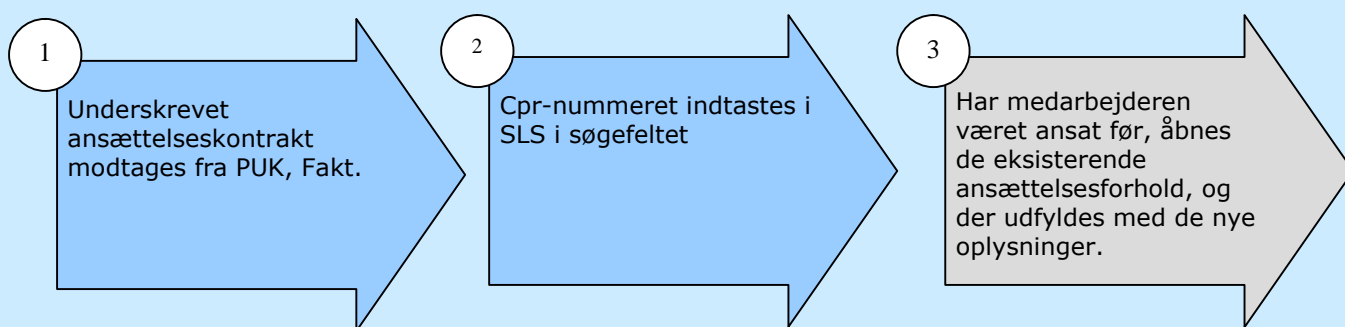 1
Underskrevet
ansættelseskontrakt
modtages fra PUK, Fakt.
2
Cpr-nummeret indtastes i
SLS i søgefeltet
3
Har medarbejderen
været ansat før, åbnes
de eksisterende
ansættelsesforhold, og
der udfyldes med de nye
oplysninger.